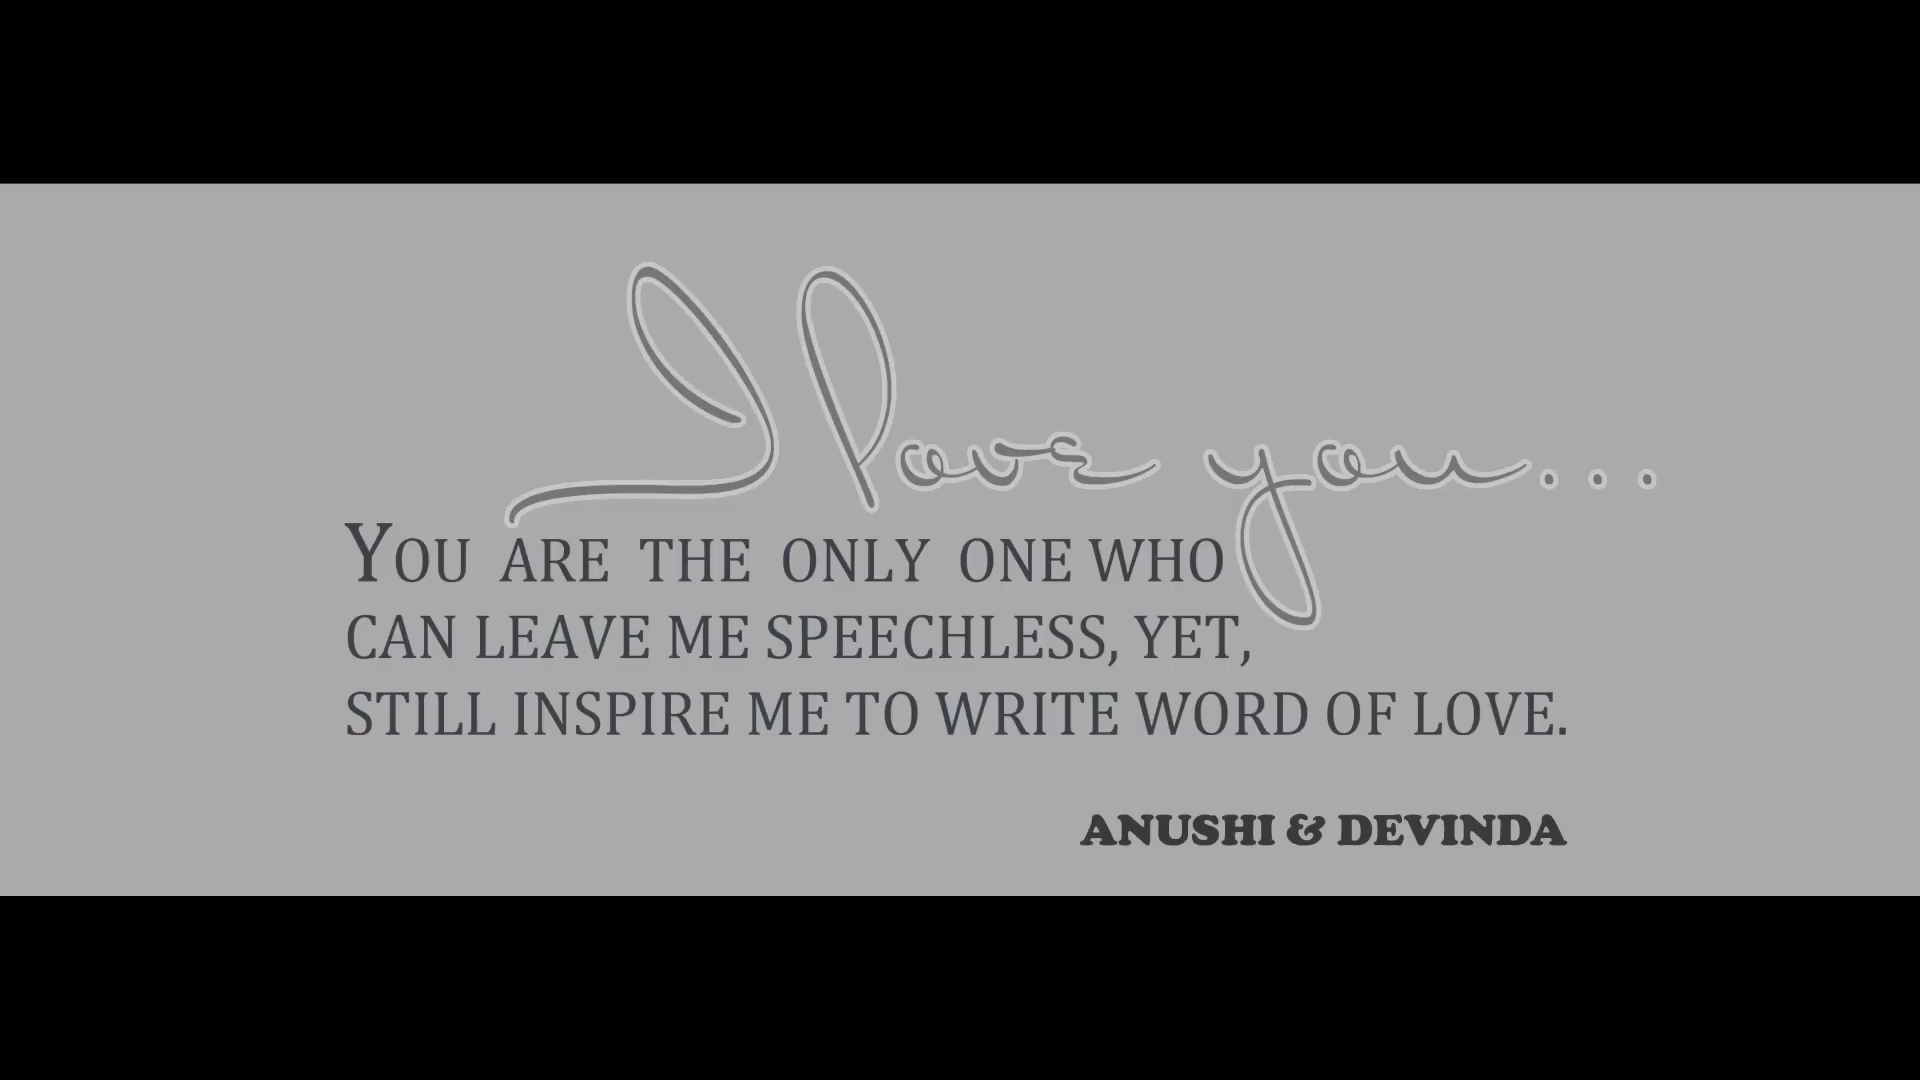 I love you...
YOU ARE THE ONLY ONE WHO
CAN LEAVE ME SPEECHLESS, YET,
STILL INSPIRE ME TO WRITE WORD OF LOVE.
ANUSHI & DEVINDA